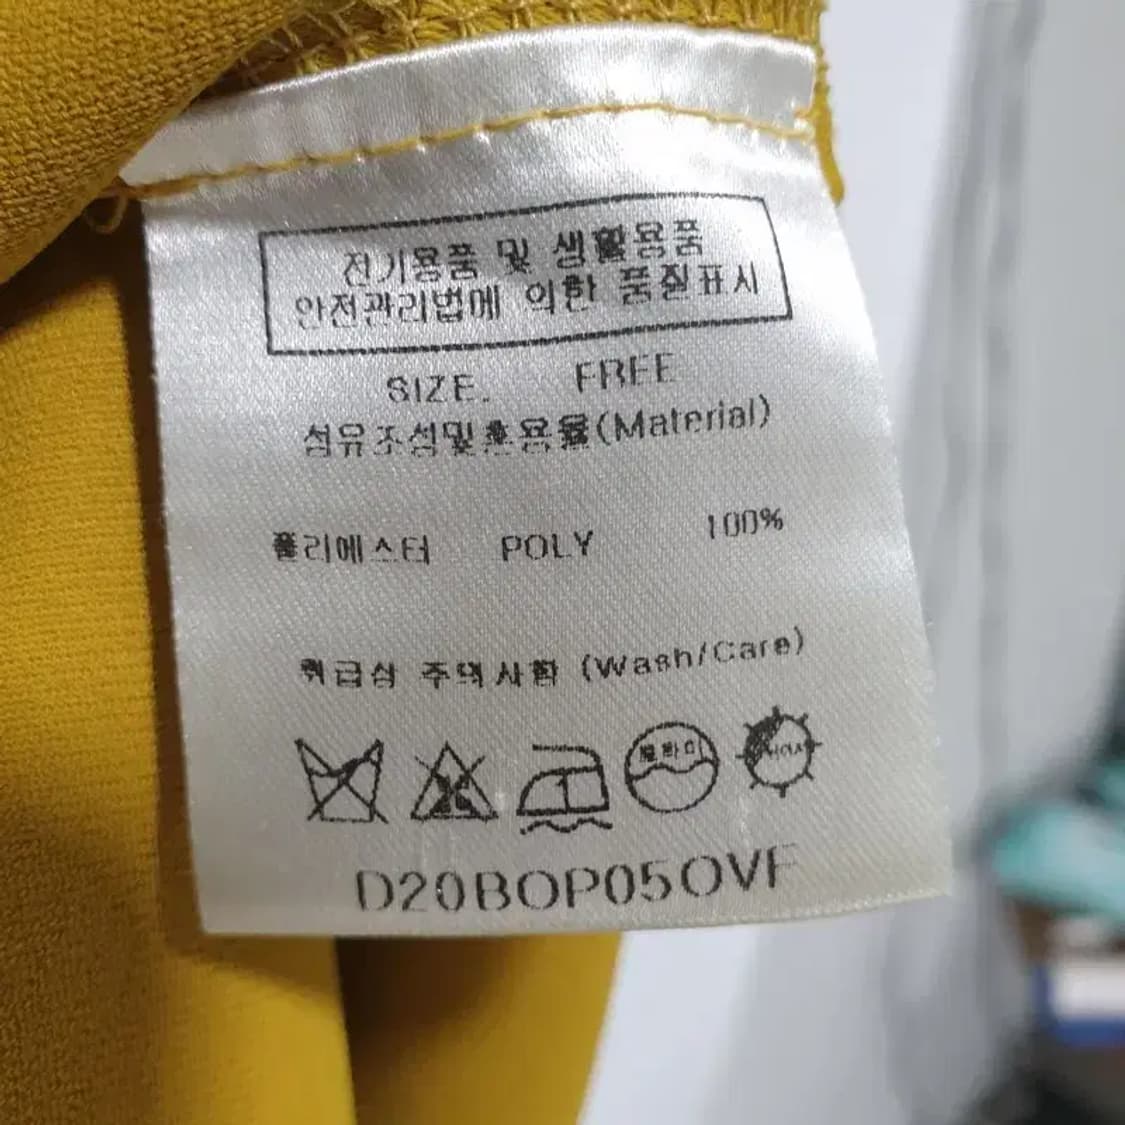 전기용품 및 생활용품
안전관리법에 의한 품질표시
SIZE. FREE
섬유조성및혼용율(Material)
폴리에스터 POLY 100%
취급상 주의사항 (Wash/Care)
1
D20BOP05OVF